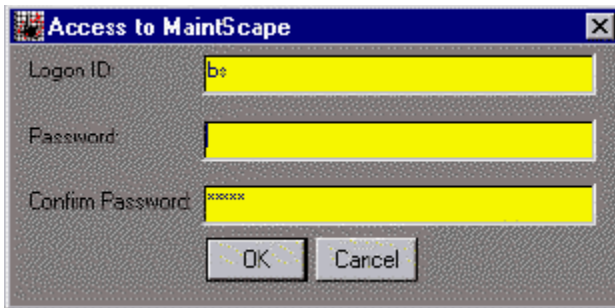 Access to MaintScape
Logon ID: bs
Password:
Confirm Password: *****
OK Cancel